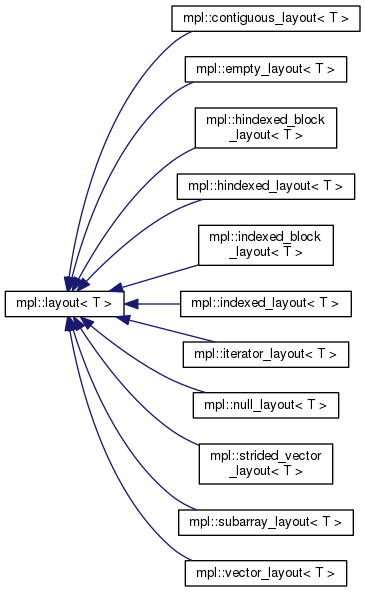 mpl::contiguous_layout< T >
mpl::empty_layout< T >
mpl::hindexed_block
_layout< T >
mpl::hindexed_layout< T >
mpl::indexed_block
_layout< T >
mpl::layout< T >
mpl::indexed_layout< T >
mpl::iterator_layout< T >
mpl::null_layout< T >
mpl::strided_vector
_layout< T >
mpl::subarray_layout< T >
mpl::vector_layout< T >